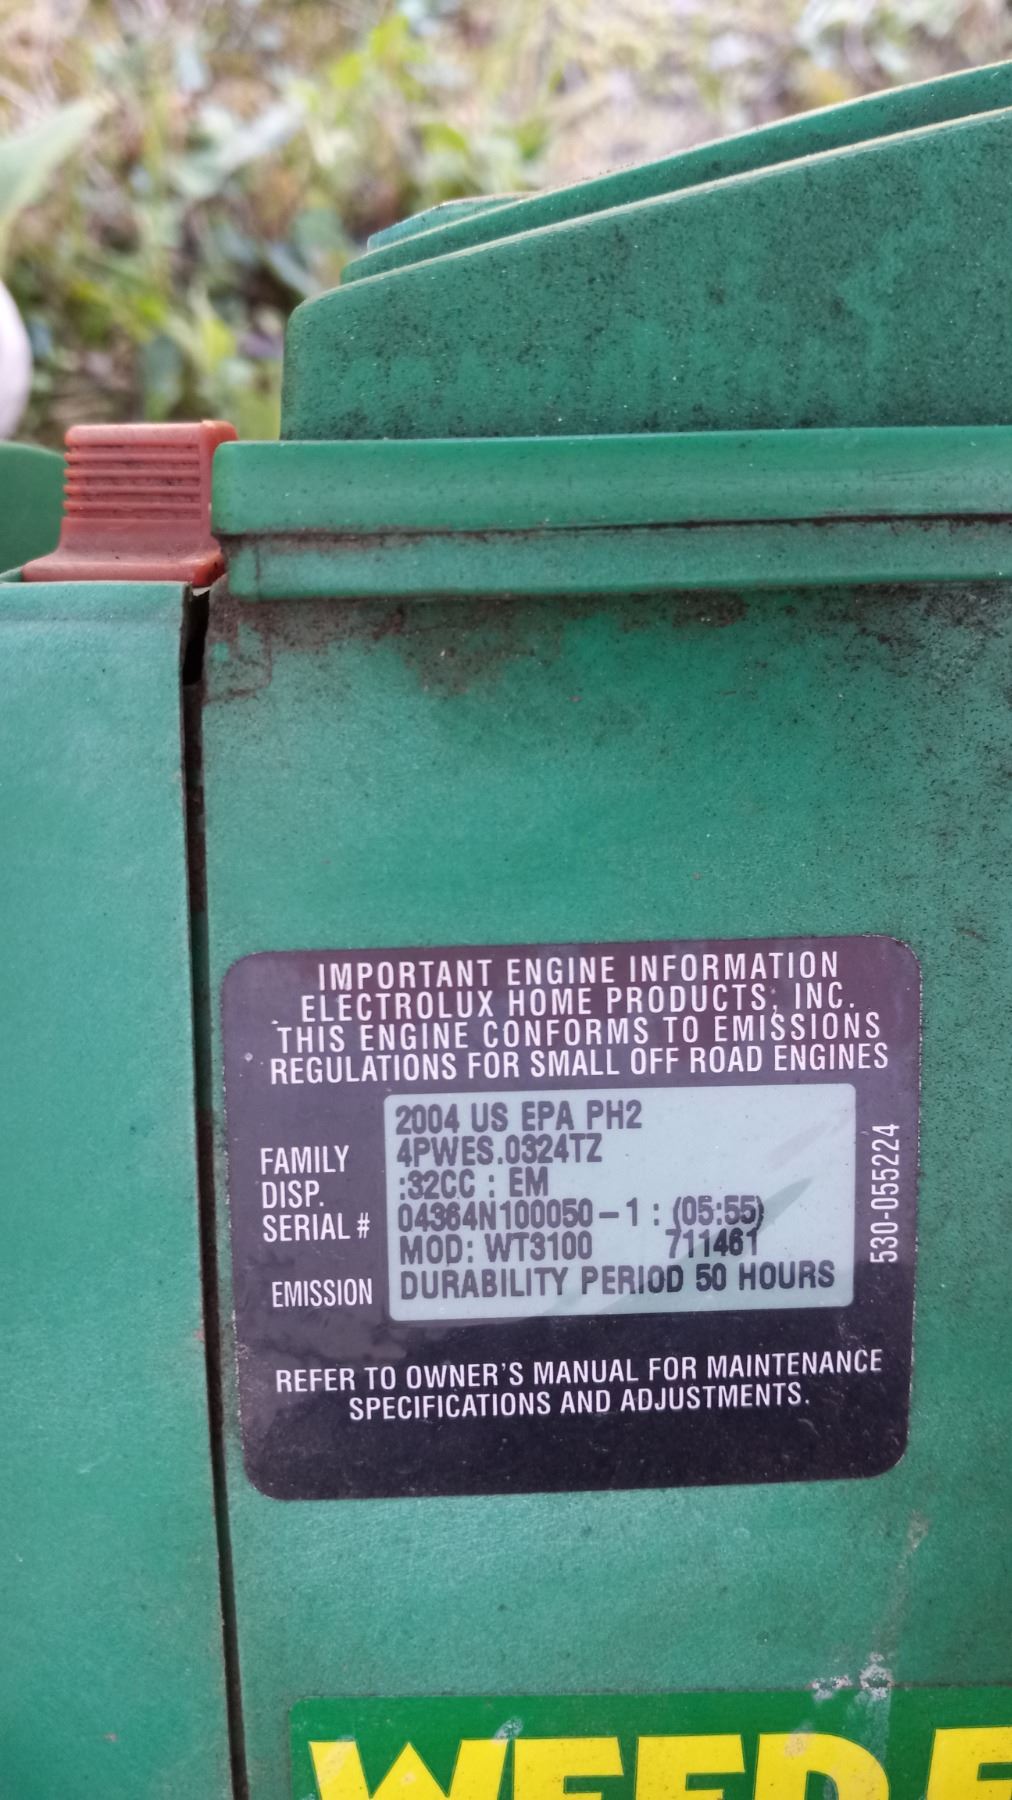 IMPORTANT ENGINE INFORMATION
ELECTROLUX HOME PRODUCTS, INC.
THIS ENGINE CONFORMS TO EMISSIONS
REGULATIONS FOR SMALL OFF ROAD ENGINES
2004 US EPA PH2
FAMILY 4PWES.0324TZ
DISP. :32CC : EM
SERIAL # 04364N100050-1 : (05:55)
MOD: WT3100 711461
EMISSION DURABILITY PERIOD 50 HOURS
530-055224
REFER TO OWNER'S MANUAL FOR MAINTENANCE
SPECIFICATIONS AND ADJUSTMENTS.
WEED E